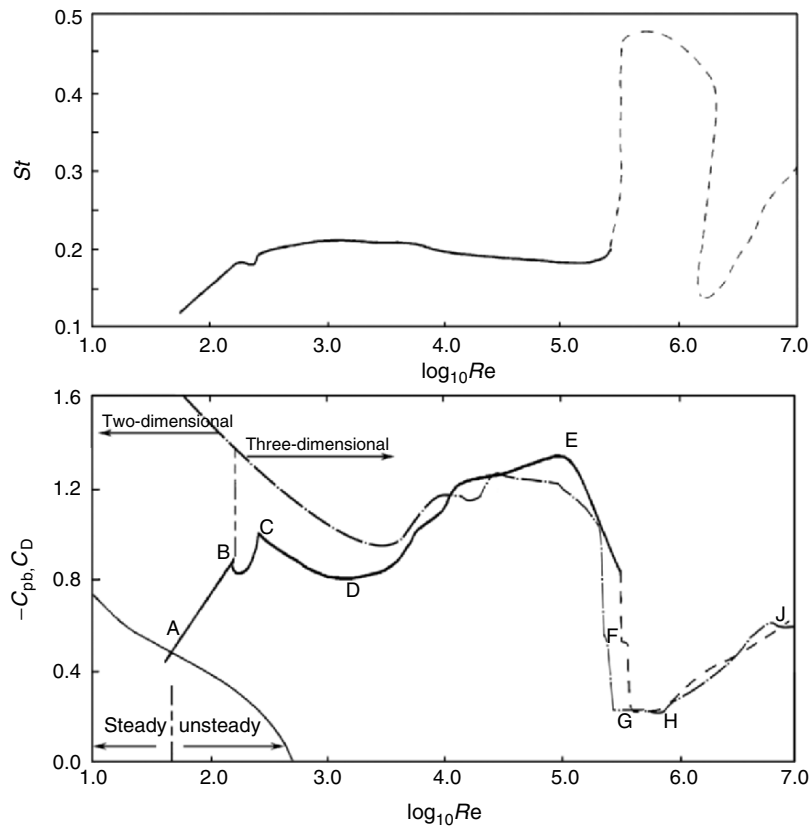 0.5
0.4
St
0.3
0.2
0.1
1.0 2.0 3.0 4.0 5.0 6.0 7.0
log₁₀Re
1.6
Two-dimensional
Three-dimensional
E
1.2
C
B
−C_pb, C_D
0.8
D
A
J
F
0.4
G H
Steady unsteady
0.0
1.0 2.0 3.0 4.0 5.0 6.0 7.0
log₁₀Re